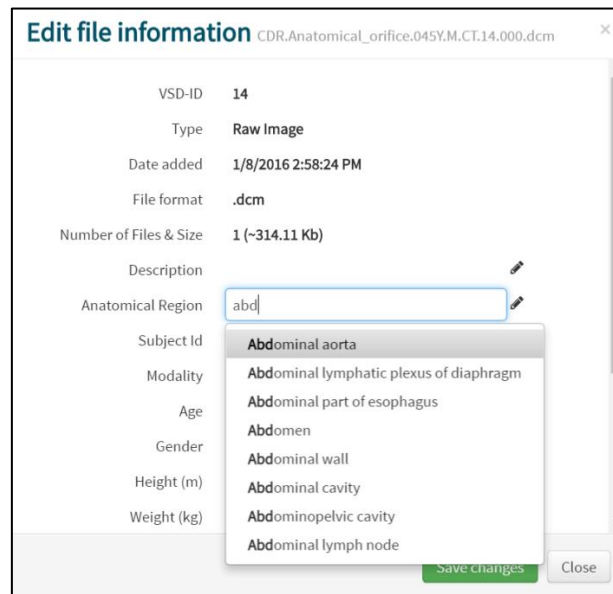 Edit file information CDR.Anatomical_orifice.045Y.M.CT.14.000.dcm ×
VSD-ID 14
Type Raw Image
Date added 1/8/2016 2:58:24 PM
File format .dcm
Number of Files & Size 1 (~314.11 Kb)
Description
Anatomical Region abd
Subject Id Abdominal aorta
Modality Abdominal lymphatic plexus of diaphragm
Age Abdominal part of esophagus
Abdomen
Gender Abdominal wall
Height (m) Abdominal cavity
Weight (kg) Abdominopelvic cavity
Abdominal lymph node
Save changes Close